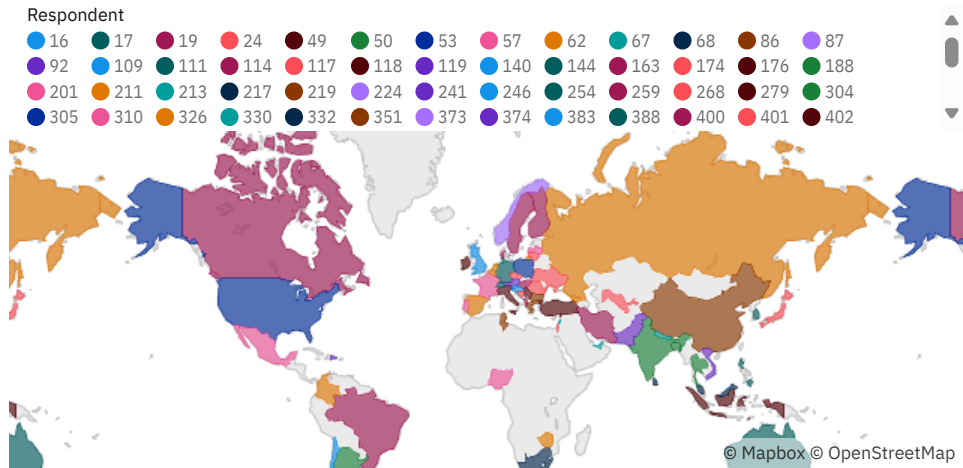 Respondent
16 17 19 24 49 50 53 57 62 67 68 86 87
92 109 111 114 117 118 119 140 144 163 174 176 188
201 211 213 217 219 224 241 246 254 259 268 279 304
305 310 326 330 332 351 373 374 383 388 400 401 402
© Mapbox © OpenStreetMap